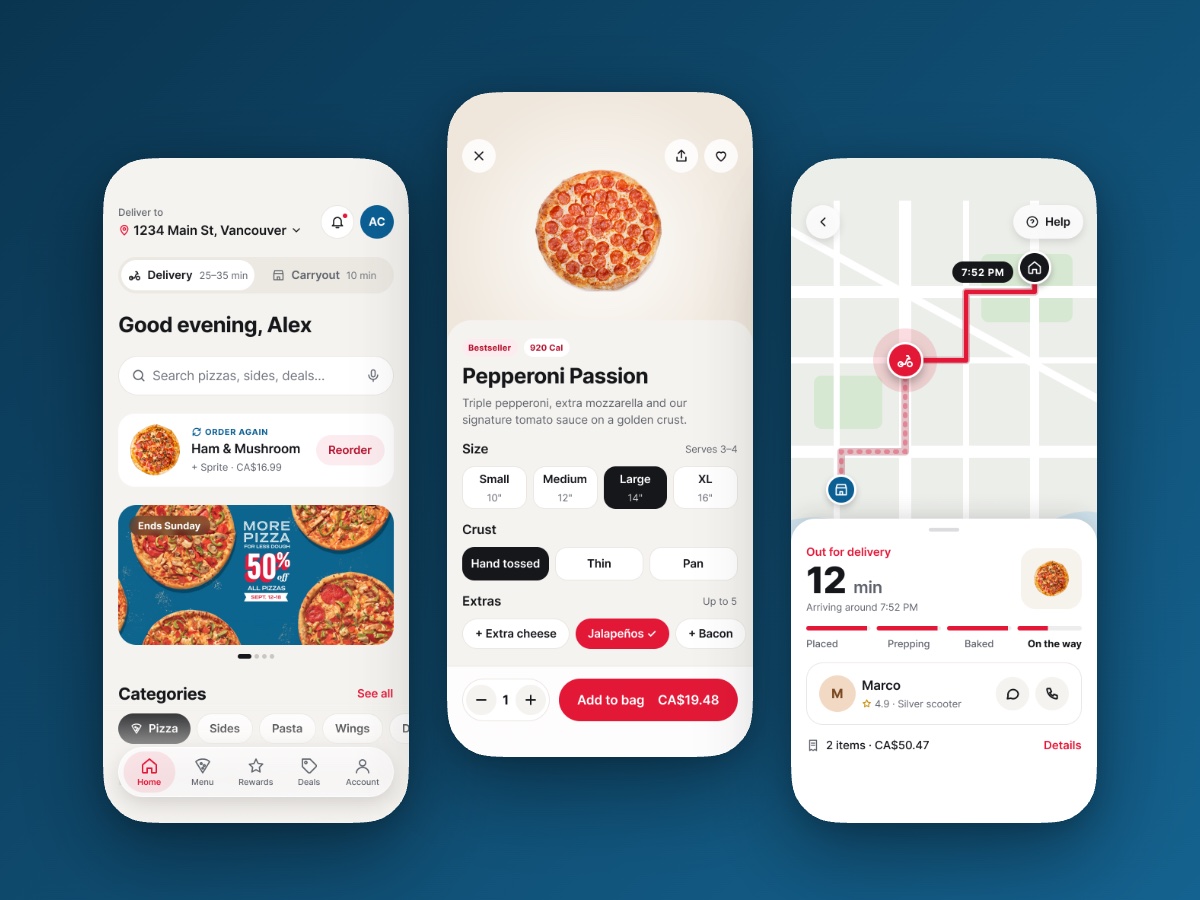 Deliver to
1234 Main St, Vancouver
AC
Delivery 25–35 min
Carryout 10 min
Good evening, Alex
Search pizzas, sides, deals...
ORDER AGAIN
Ham & Mushroom
+ Sprite · CA$16.99
Reorder
Ends Sunday
MORE
PIZZA
FOR LESS DOUGH
50% off
ALL PIZZAS
SEPT. 12-18
Categories
See all
Pizza
Sides
Pasta
Wings
D
Home
Menu
Rewards
Deals
Account
Bestseller
920 Cal
Pepperoni Passion
Triple pepperoni, extra mozzarella and our
signature tomato sauce on a golden crust.
Size
Serves 3–4
Small
10"
Medium
12"
Large
14"
XL
16"
Crust
Hand tossed
Thin
Pan
Extras
Up to 5
+ Extra cheese
Jalapeños ✓
+ Bacon
1
Add to bag CA$19.48
Help
7:52 PM
Out for delivery
12 min
Arriving around 7:52 PM
Placed
Prepping
Baked
On the way
M
Marco
4.9 · Silver scooter
2 items · CA$50.47
Details